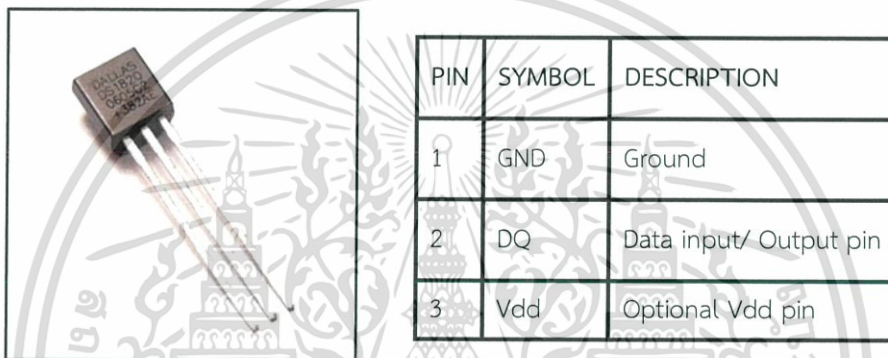 DALLAS
DS1820
PIN SYMBOL DESCRIPTION
1 GND Ground
2 DQ Data input/ Output pin
3 Vdd Optional Vdd pin